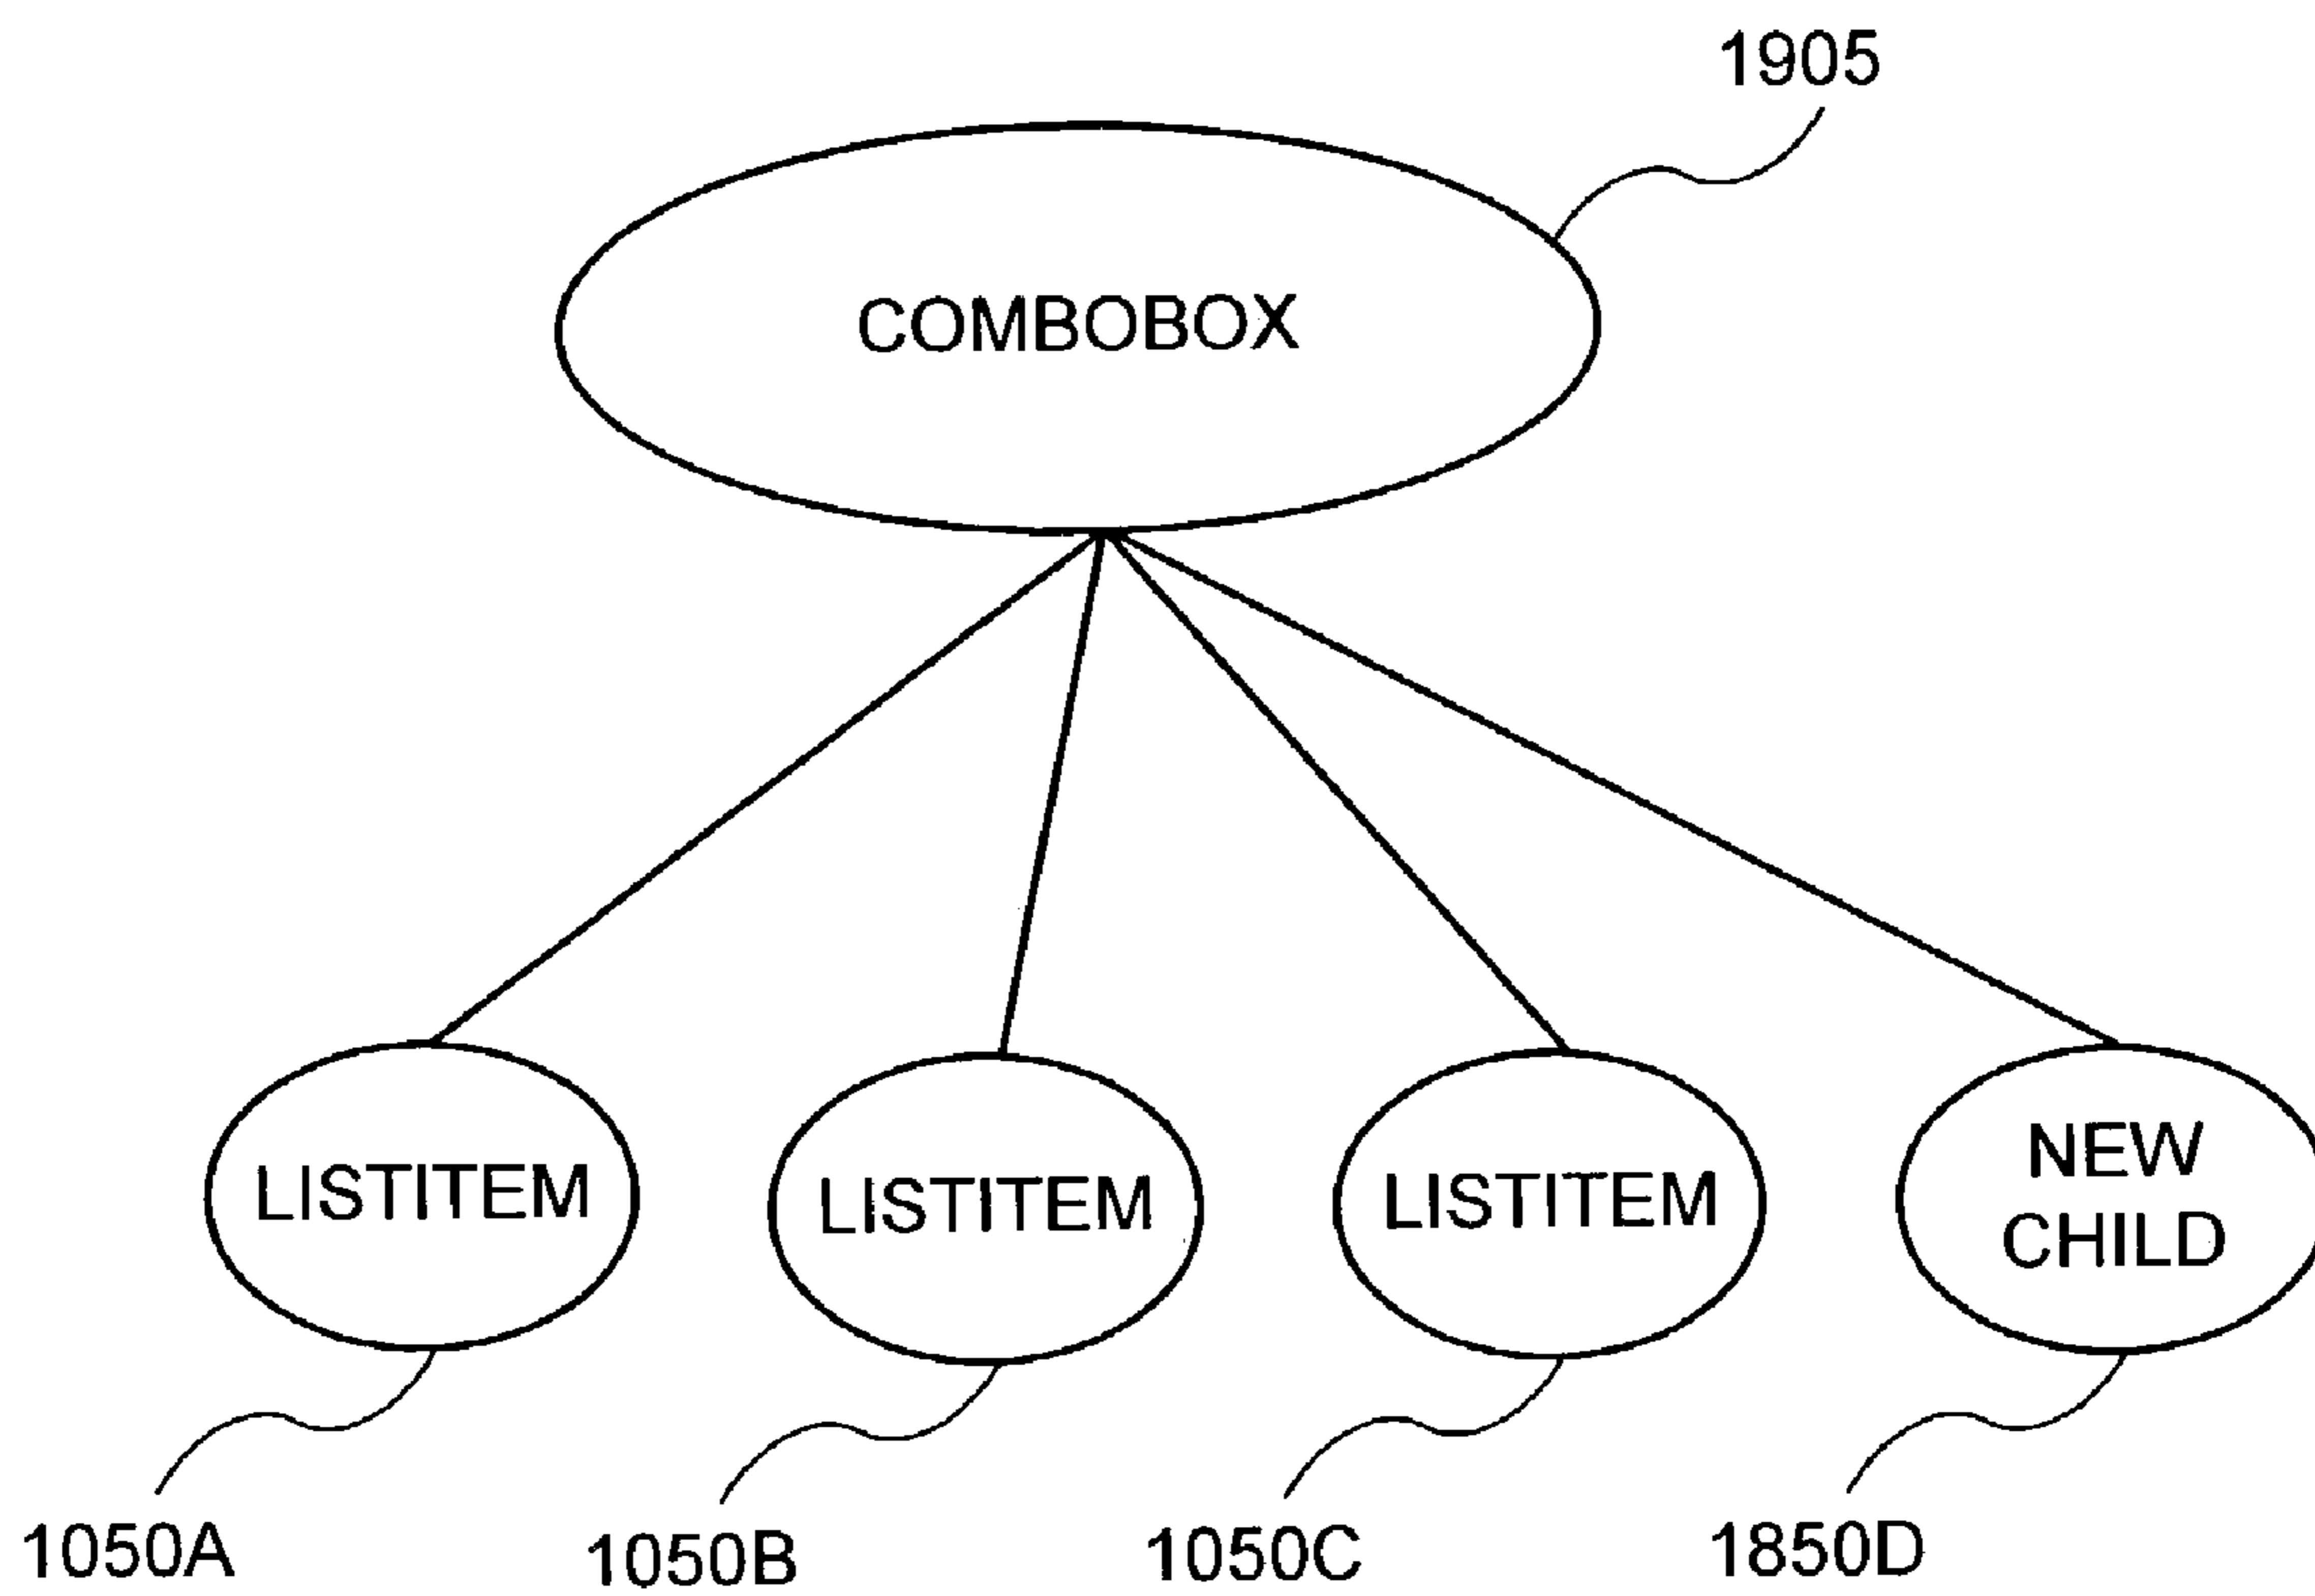 1905
COMBOBOX
LISTITEM
LISTITEM
LISTITEM
NEW
CHILD
1050A
1050B
1050C
1850D